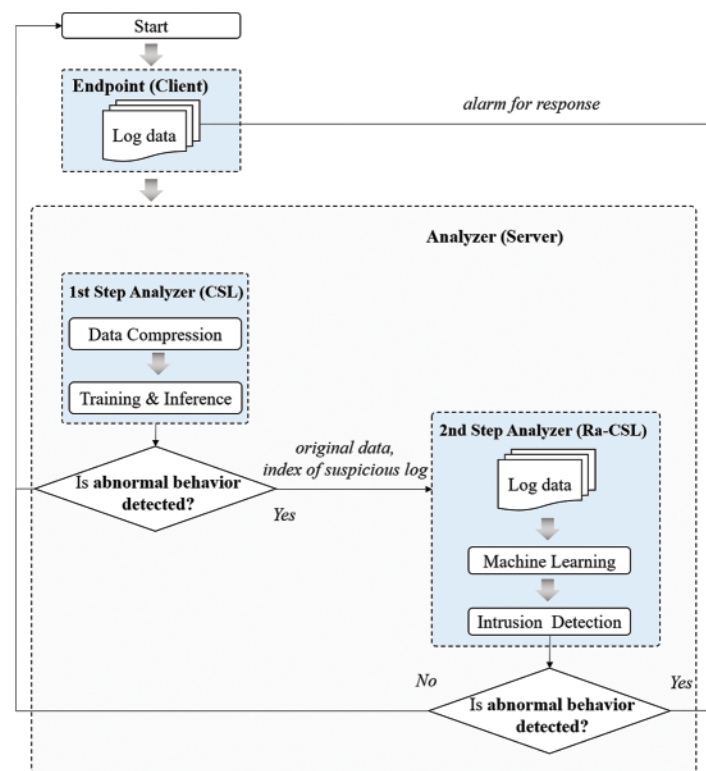 Start
Endpoint (Client)
Log data
alarm for response
Analyzer (Server)
1st Step Analyzer (CSL)
Data Compression
Training & Inference
Is abnormal behavior
detected?
original data,
index of suspicious log
Yes
2nd Step Analyzer (Ra-CSL)
Log data
Machine Learning
Intrusion Detection
No
Yes
Is abnormal behavior
detected?